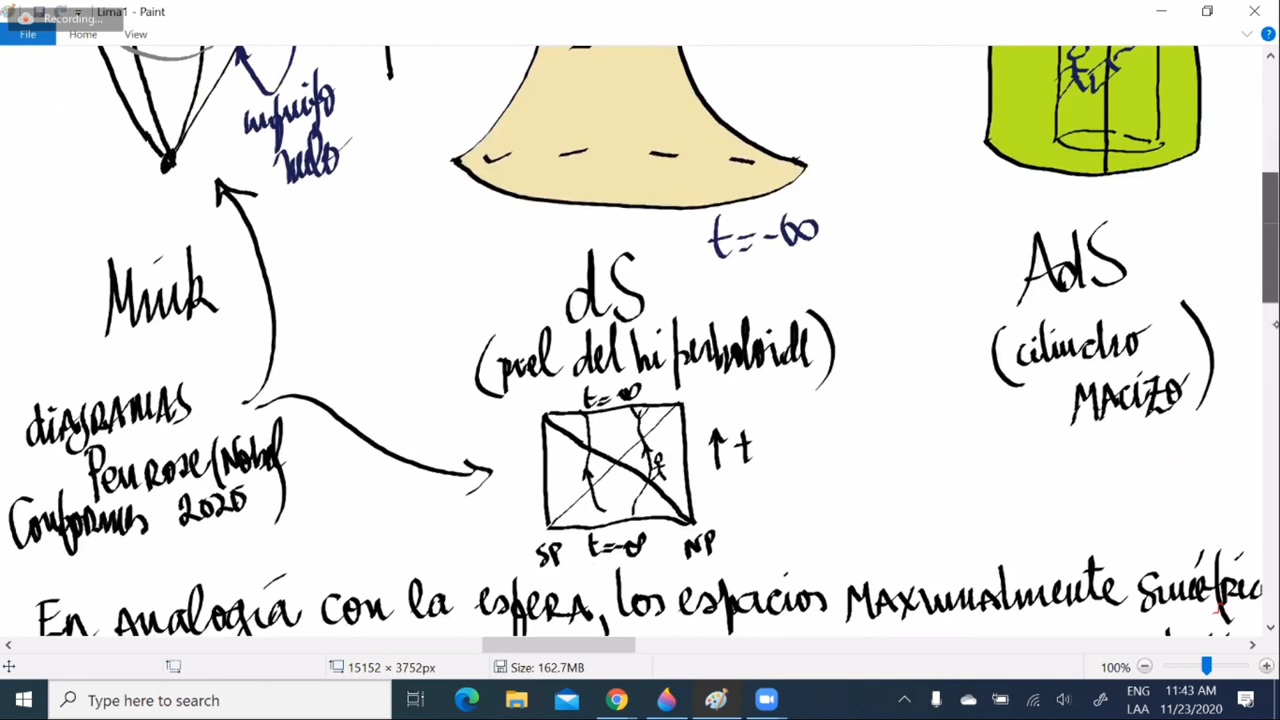 Recording...
Lima1 - Paint
File Home View
infinito
nulo
t=-∞
Mink
dS
(piel del hiperboloide)
AdS
(cilindro
MACIZO)
diagramas
Penrose (Nobel
Conformes 2020)
t=∞
↑ t
SP t=-∞ NP
En Analogía con la esfera, los espacios MAXIMAlmente Simétrico
15152 × 3752px
Size: 162.7MB
100%
Type here to search
ENG
LAA
11:43 AM
11/23/2020